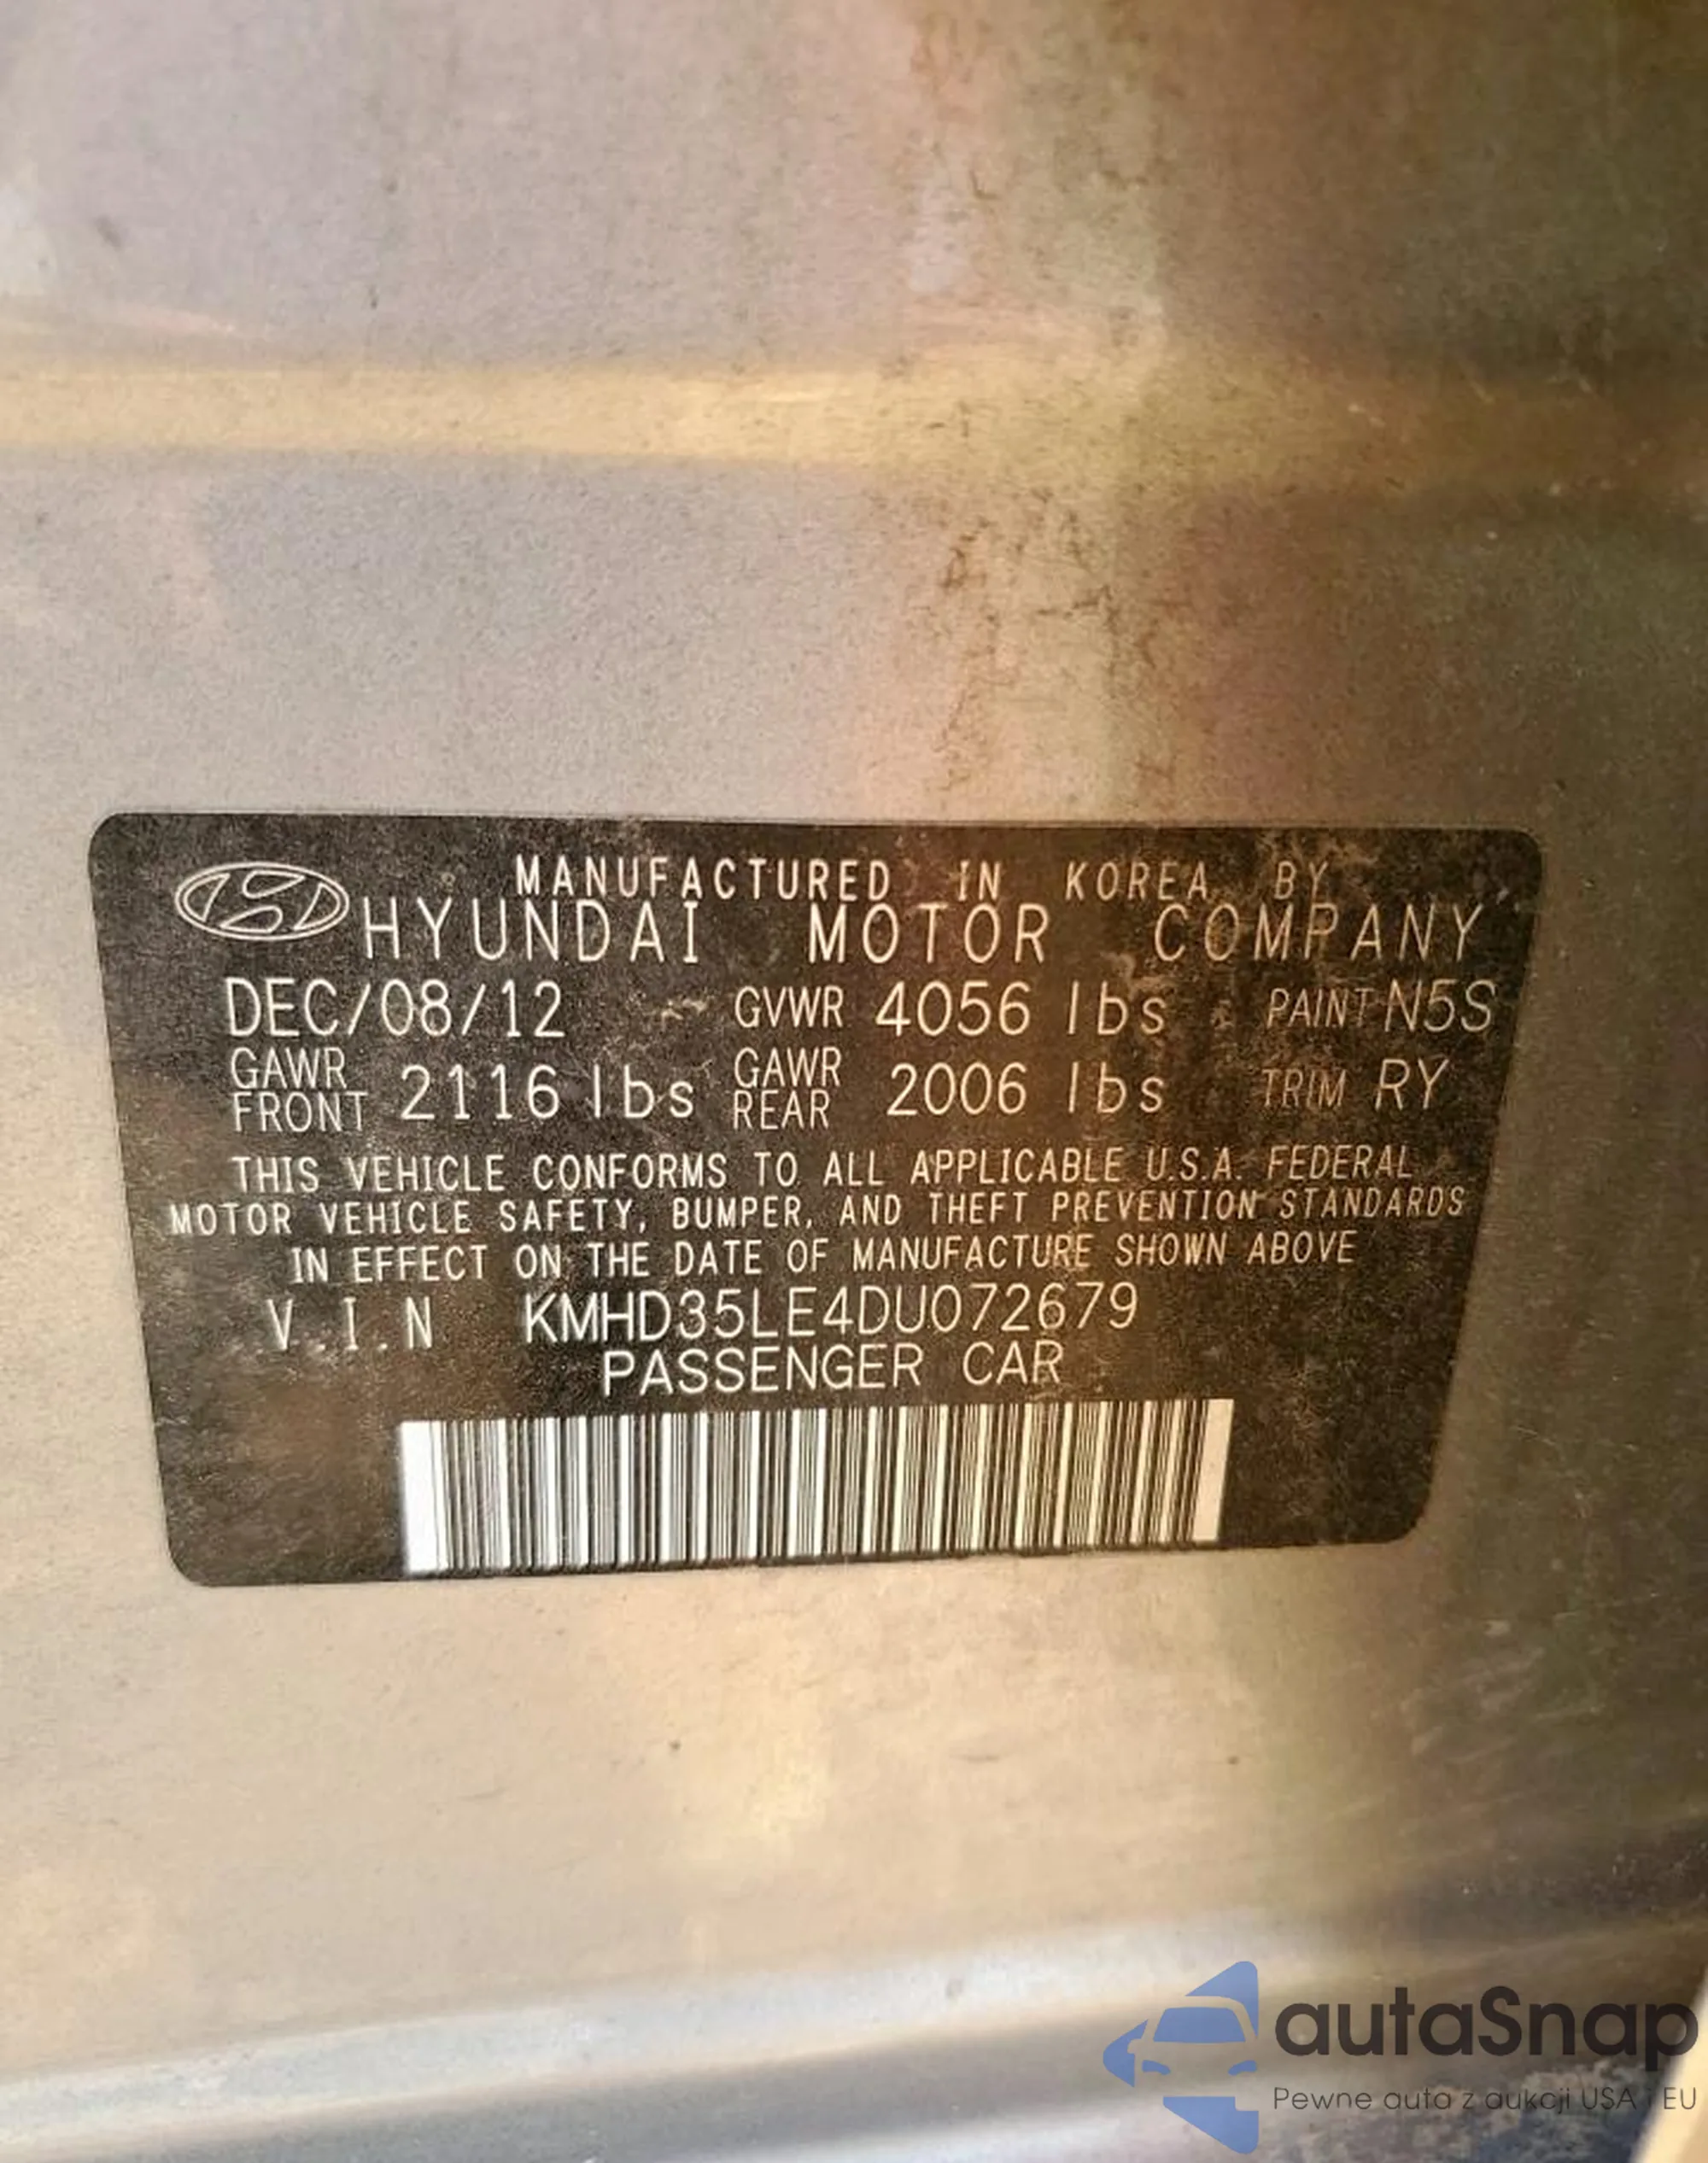 MANUFACTURED IN KOREA BY
HYUNDAI MOTOR COMPANY
DEC/08/12 GVWR 4056 lbs PAINT N5S
GAWR FRONT 2116 lbs GAWR REAR 2006 lbs TRIM RY
THIS VEHICLE CONFORMS TO ALL APPLICABLE U.S.A. FEDERAL
MOTOR VEHICLE SAFETY, BUMPER, AND THEFT PREVENTION STANDARDS
IN EFFECT ON THE DATE OF MANUFACTURE SHOWN ABOVE
V.I.N KMHD35LE4DU072679
PASSENGER CAR
autaSnap
Pewne auta z aukcji USA i EU